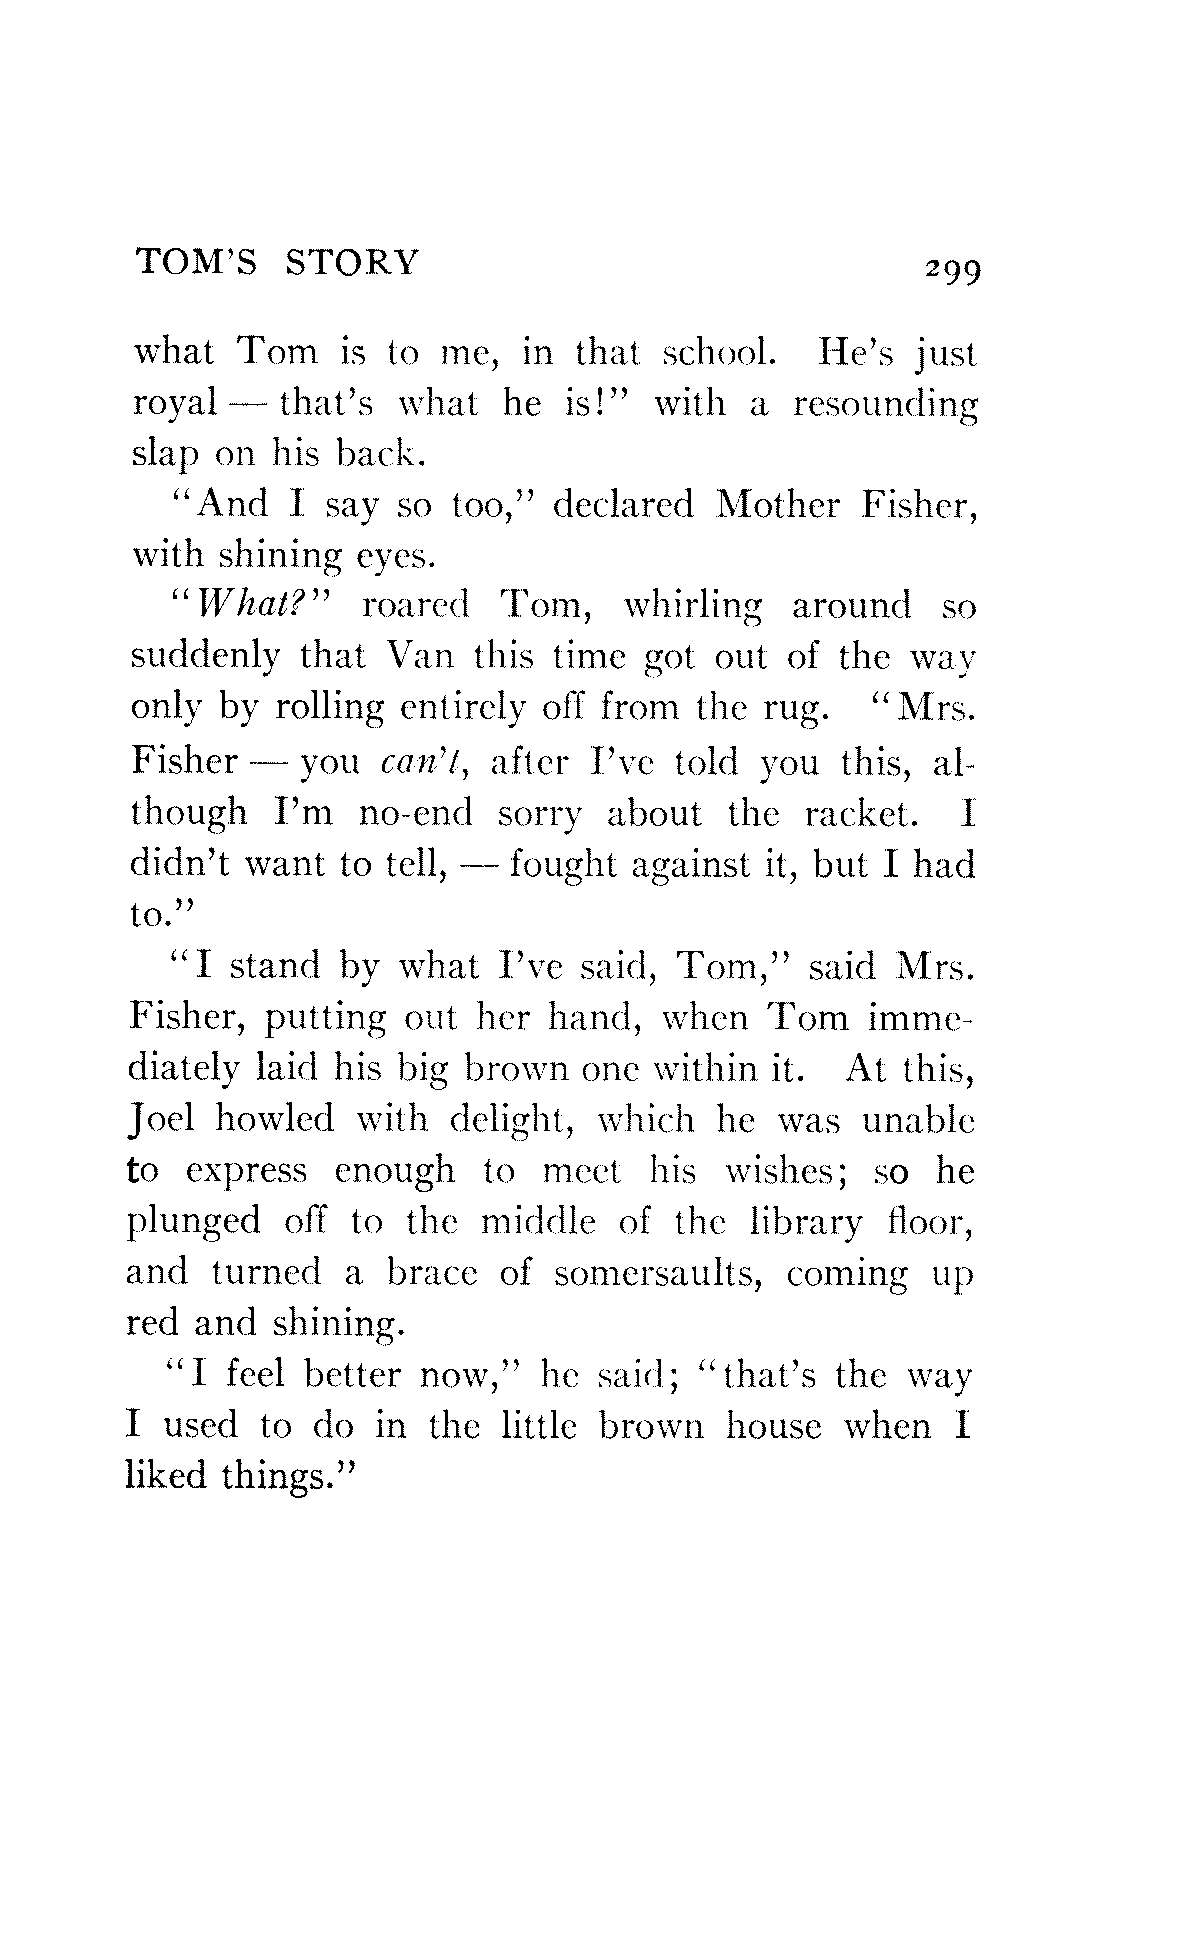 TOM'S STORY 299
what Tom is to me, in that school. He's just
royal — that's what he is!" with a resounding
slap on his back.
"And I say so too," declared Mother Fisher,
with shining eyes.
"What?" roared Tom, whirling around so
suddenly that Van this time got out of the way
only by rolling entirely off from the rug. "Mrs.
Fisher — you can't, after I've told you this, al-
though I'm no-end sorry about the racket. I
didn't want to tell, — fought against it, but I had
to."
"I stand by what I've said, Tom," said Mrs.
Fisher, putting out her hand, when Tom imme-
diately laid his big brown one within it. At this,
Joel howled with delight, which he was unable
to express enough to meet his wishes; so he
plunged off to the middle of the library floor,
and turned a brace of somersaults, coming up
red and shining.
"I feel better now," he said; "that's the way
I used to do in the little brown house when I
liked things."